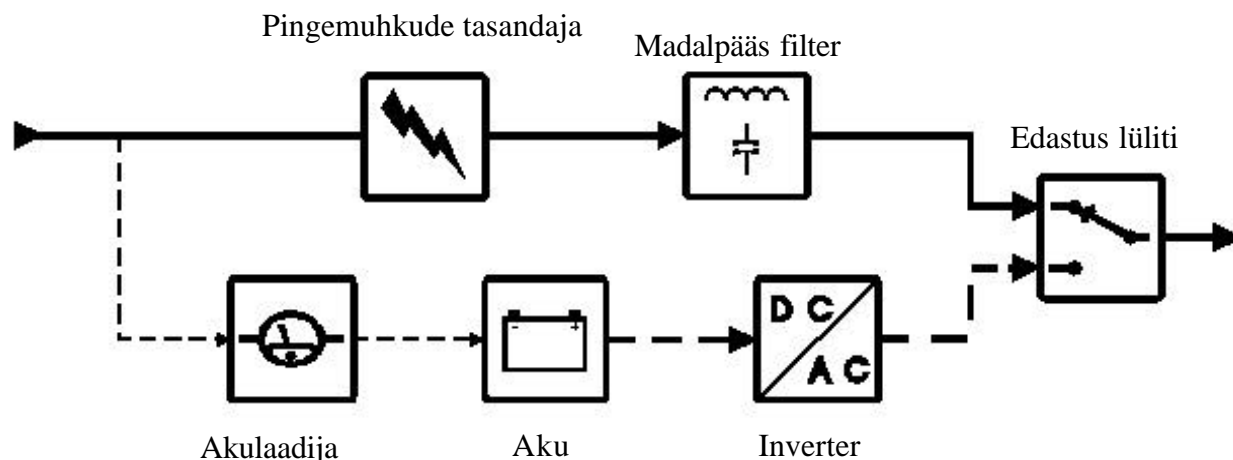 Pingemuhkude tasandaja
Madalpääs filter
Edastus lüliti
D C
A C
- +
Akulaadija
Aku
Inverter